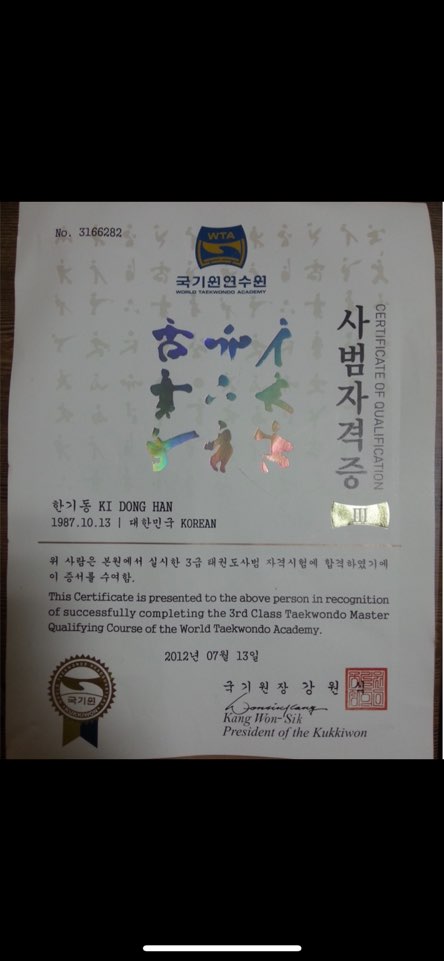 No. 3166282
WTA
국기원연수원
WORLD TAEKWONDO ACADEMY
사범자격증
CERTIFICATE OF QUALIFICATION
III
한기동 KI DONG HAN
1987.10.13 | 대한민국 KOREAN
위 사람은 본원에서 실시한 3급 태권도사범 자격시험에 합격하였기에
이 증서를 수여함.
This Certificate is presented to the above person in recognition
of successfully completing the 3rd Class Taekwondo Master
Qualifying Course of the World Taekwondo Academy.
2012년 07월 13일
국기원장 강원식
Kang Won-Sik
President of the Kukkiwon
국기원